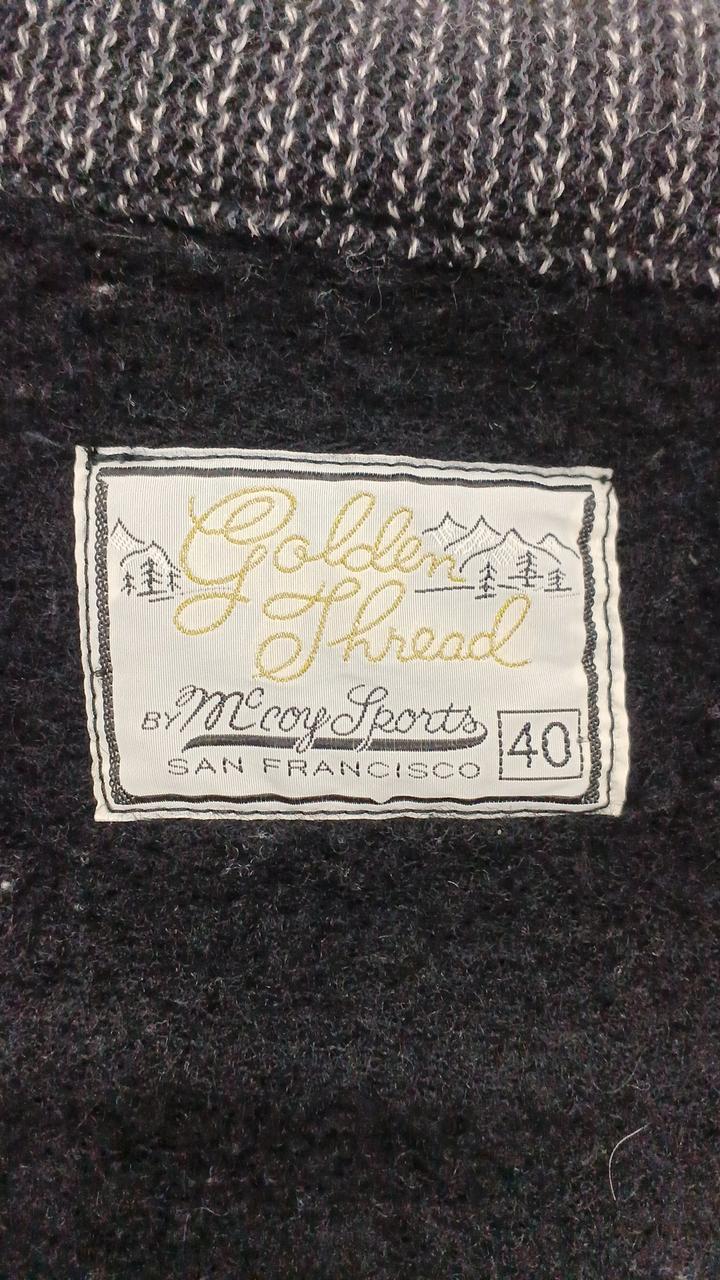 Golden
Thread
BY McCoy Sports
SAN FRANCISCO
40